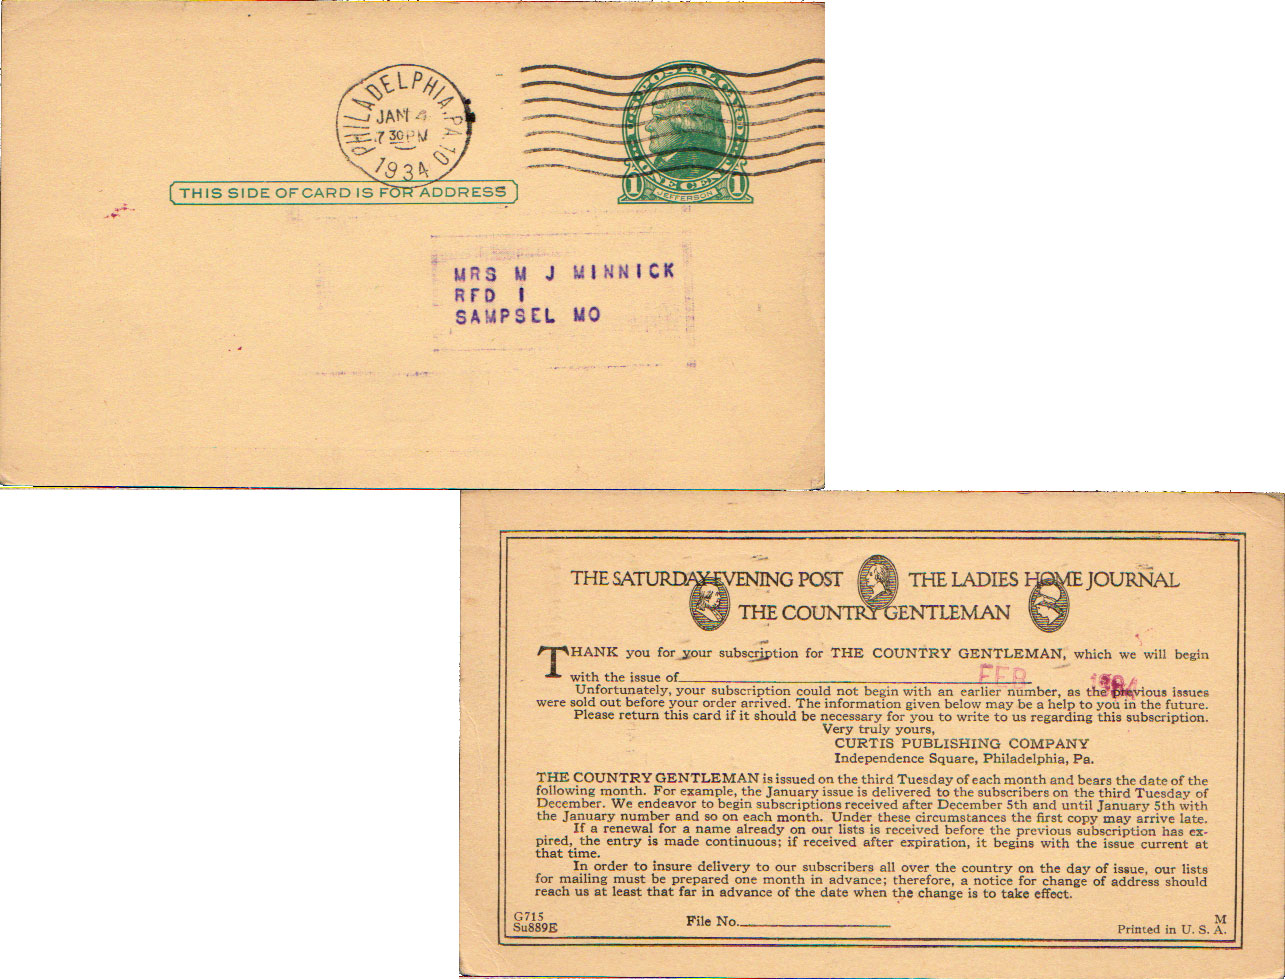 PHILADELPHIA, PA. 10
JAN 4
7 30 PM
1934
U.S. POSTAL CARD
ONE CENT
1 JEFFERSON 1
THIS SIDE OF CARD IS FOR ADDRESS
MRS M J MINNICK
RFD 1
SAMPSEL MO
THE SATURDAY EVENING POST THE LADIES HOME JOURNAL
THE COUNTRY GENTLEMAN
THANK you for your subscription for THE COUNTRY GENTLEMAN, which we will begin
with the issue of FEB 1934
Unfortunately, your subscription could not begin with an earlier number, as the previous issues
were sold out before your order arrived. The information given below may be a help to you in the future.
Please return this card if it should be necessary for you to write to us regarding this subscription.
Very truly yours,
CURTIS PUBLISHING COMPANY
Independence Square, Philadelphia, Pa.
THE COUNTRY GENTLEMAN is issued on the third Tuesday of each month and bears the date of the
following month. For example, the January issue is delivered to the subscribers on the third Tuesday of
December. We endeavor to begin subscriptions received after December 5th and until January 5th with
the January number and so on each month. Under these circumstances the first copy may arrive late.
If a renewal for a name already on our lists is received before the previous subscription has ex-
pired, the entry is made continuous; if received after expiration, it begins with the issue current at
that time.
In order to insure delivery to our subscribers all over the country on the day of issue, our lists
for mailing must be prepared one month in advance; therefore, a notice for change of address should
reach us at least that far in advance of the date when the change is to take effect.
G715
Su889E
File No.
M
Printed in U. S. A.